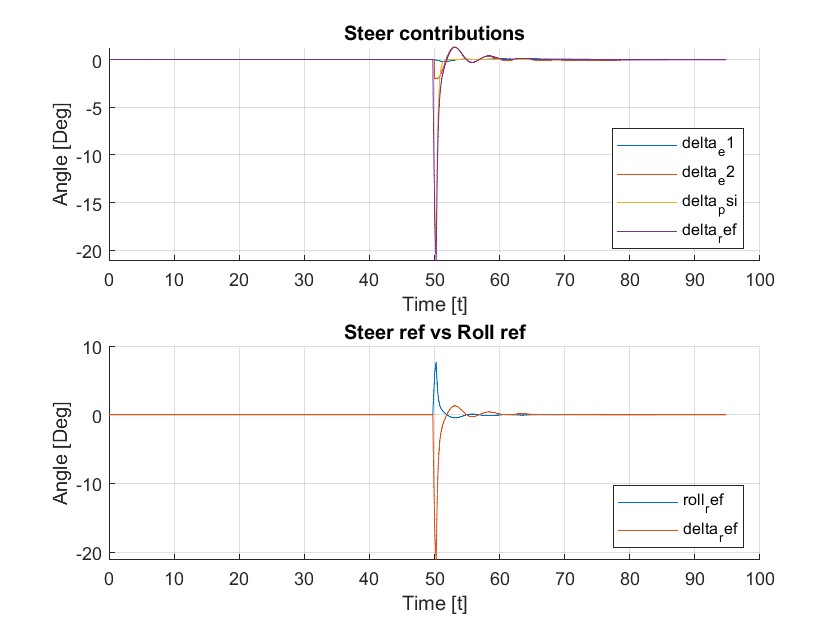 Steer contributions
0
-5
-10
-15
-20
Angle [Deg]
delta_e1
delta_e2
delta_psi
delta_ref
0 10 20 30 40 50 60 70 80 90 100
Time [t]
Steer ref vs Roll ref
10
0
-10
-20
Angle [Deg]
roll_ref
delta_ref
0 10 20 30 40 50 60 70 80 90 100
Time [t]